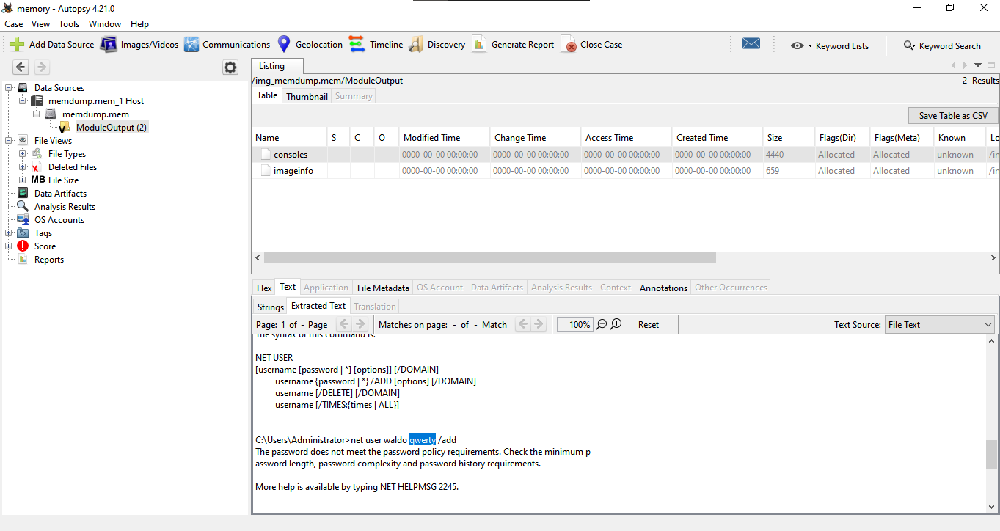 memory - Autopsy 4.21.0
Case View Tools Window Help
Add Data Source Images/Videos Communications Geolocation Timeline Discovery Generate Report Close Case Keyword Lists Keyword Search
Data Sources
memdump.mem_1 Host
memdump.mem
ModuleOutput (2)
File Views
File Types
Deleted Files
MB File Size
Data Artifacts
Analysis Results
OS Accounts
Tags
Score
Reports
Listing
/img_memdump.mem/ModuleOutput 2 Results
Table Thumbnail Summary
Save Table as CSV
Name S C O Modified Time Change Time Access Time Created Time Size Flags(Dir) Flags(Meta) Known Lo
consoles 0000-00-00 00:00:00 0000-00-00 00:00:00 0000-00-00 00:00:00 0000-00-00 00:00:00 4440 Allocated Allocated unknown /in
imageinfo 0000-00-00 00:00:00 0000-00-00 00:00:00 0000-00-00 00:00:00 0000-00-00 00:00:00 659 Allocated Allocated unknown /in
Hex Text Application File Metadata OS Account Data Artifacts Analysis Results Context Annotations Other Occurrences
Strings Extracted Text Translation
Page: 1 of - Page Matches on page: - of - Match 100% Reset Text Source: File Text
The syntax of this command is:
NET USER
[username [password | *] [options]] [/DOMAIN]
username {password | *} /ADD [options] [/DOMAIN]
username [/DELETE] [/DOMAIN]
username [/TIMES:{times | ALL}]
C:\Users\Administrator>net user waldo qwerty /add
The password does not meet the password policy requirements. Check the minimum p
assword length, password complexity and password history requirements.
More help is available by typing NET HELPMSG 2245.